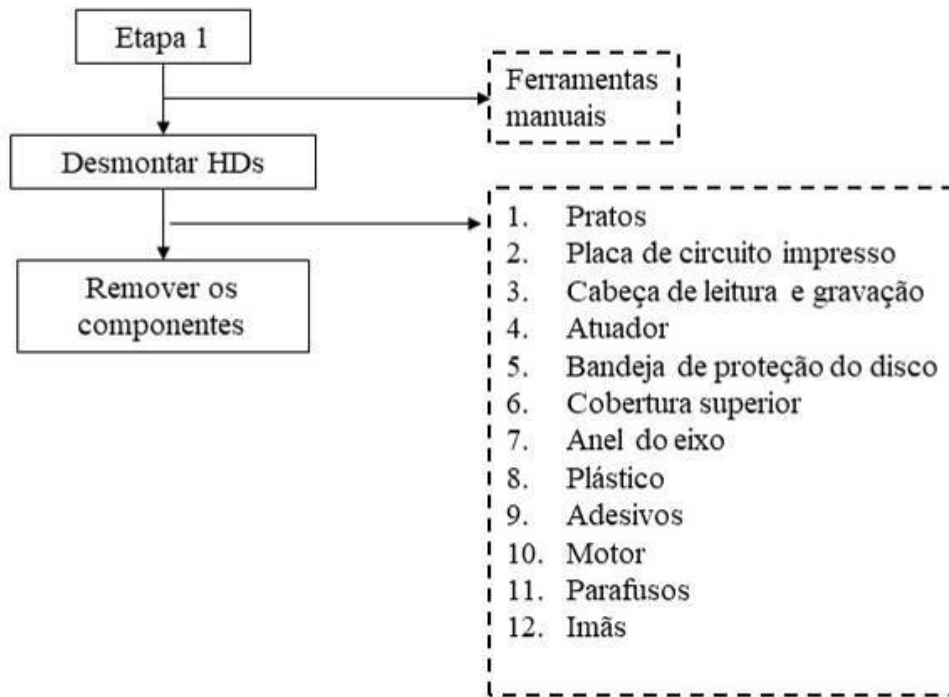 Etapa 1
Ferramentas
manuais
Desmontar HDs
Remover os
componentes
1. Pratos
2. Placa de circuito impresso
3. Cabeça de leitura e gravação
4. Atuador
5. Bandeja de proteção do disco
6. Cobertura superior
7. Anel do eixo
8. Plástico
9. Adesivos
10. Motor
11. Parafusos
12. Imãs